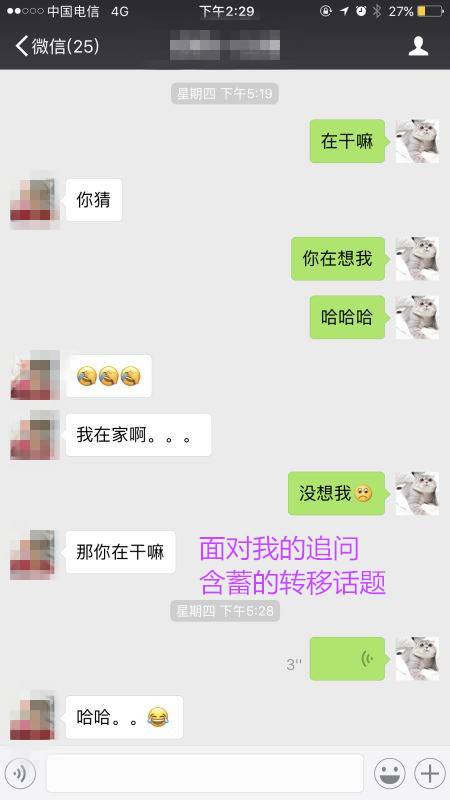 中国电信 4G 下午2:29 27%
微信(25)
星期四 下午5:19
在干嘛
你猜
你在想我
哈哈哈
我在家啊。。。
没想我
那你在干嘛
面对我的追问
含蓄的转移话题
星期四 下午5:28
3''
哈哈。。